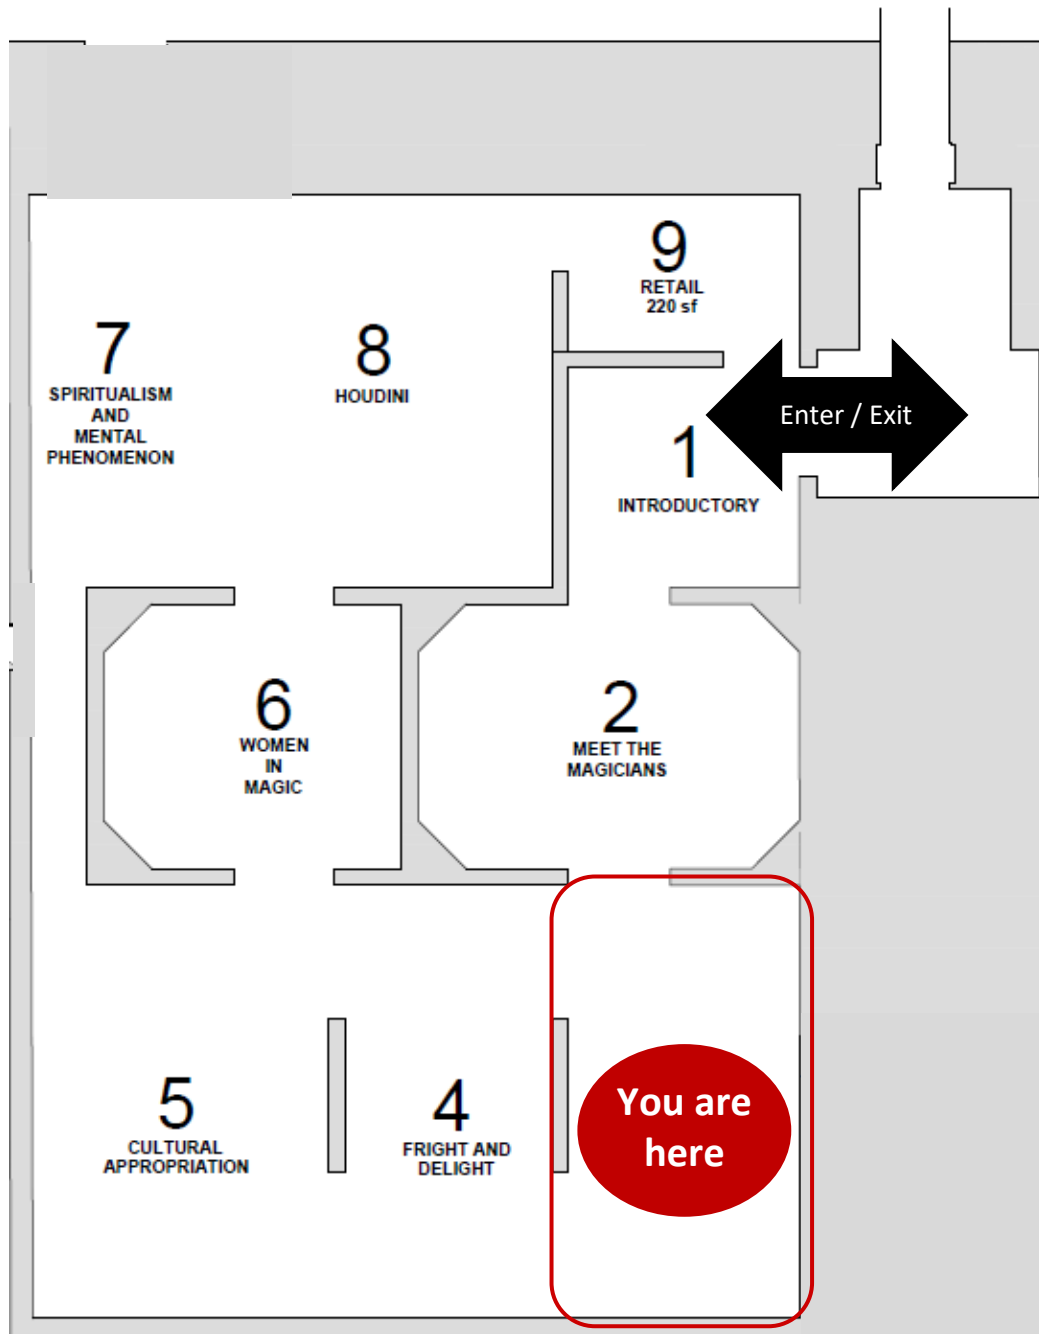 9
RETAIL
220 sf
7
SPIRITUALISM
AND
MENTAL
PHENOMENON
8
HOUDINI
Enter / Exit
1
INTRODUCTORY
6
WOMEN
IN
MAGIC
2
MEET THE
MAGICIANS
5
CULTURAL
APPROPRIATION
4
FRIGHT AND
DELIGHT
You are
here